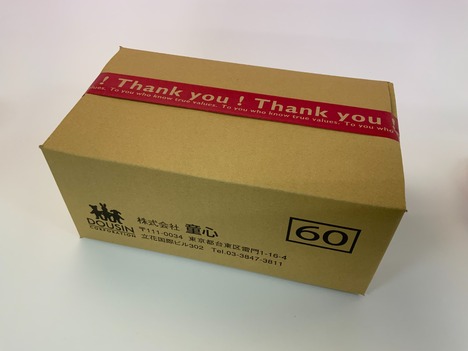 ! Thank you ! Thank you !
ues. To you who know true values. To you who know true values. To you
DOUSIN
CORPORATION
株式会社 童心
〒111-0034 東京都台東区雷門1-16-4
立花国際ビル302 Tel.03-3847-3611
60